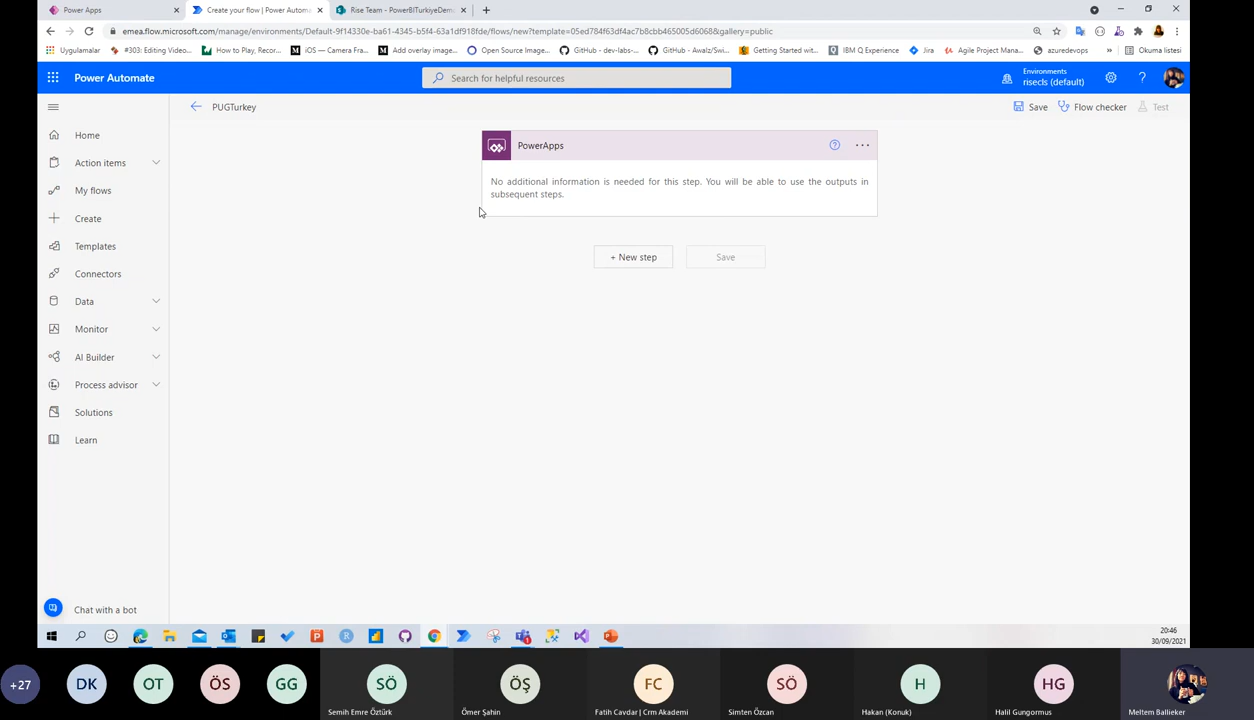 Power Apps
Create your flow | Power Autom
Rise Team - PowerBITurkiyeDem
emea.flow.microsoft.com/manage/environments/Default-9f14330e-ba61-4345-b5f4-63a1df918fde/flows/new?template=05ed784f63df4ac7b8cbb465005d6068&gallery=public
Uygulamalar
#303: Editing Video...
How to Play, Recor...
iOS — Camera Fra...
Add overlay image...
Open Source Image...
GitHub - dev-labs-...
GitHub - Awalz/Swi...
Getting Started wit...
IBM Q Experience
Jira
Agile Project Mana...
azuredevops
»
Okuma listesi
Power Automate
Search for helpful resources
Environments
risecls (default)
PUGTurkey
Save
Flow checker
Test
Home
Action items
My flows
Create
Templates
Connectors
Data
Monitor
AI Builder
Process advisor
Solutions
Learn
PowerApps
No additional information is needed for this step. You will be able to use the outputs in
subsequent steps.
+ New step
Save
Chat with a bot
20:46
30/09/2021
+27
DK
OT
ÖS
GG
SÖ
Semih Emre Öztürk
ÖŞ
Ömer Şahin
FC
Fatih Cavdar | Crm Akademi
SÖ
Simten Özcan
H
Hakan (Konuk)
HG
Halil Gungormus
Meltem Ballieker